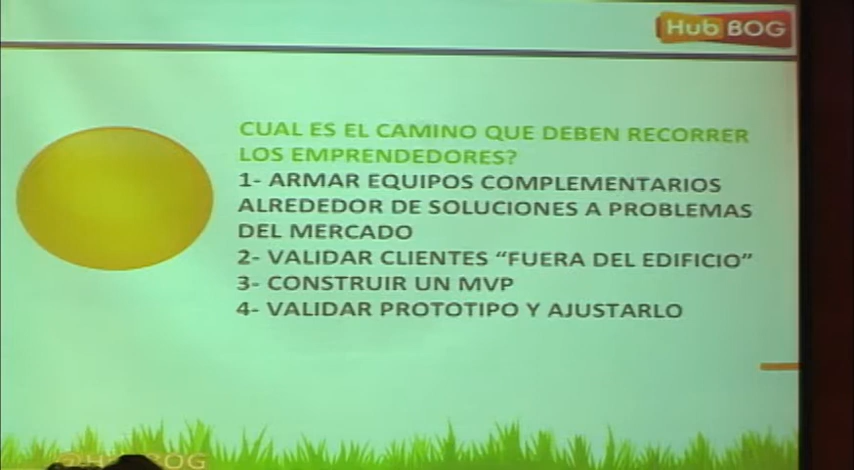 Hub BOG
CUAL ES EL CAMINO QUE DEBEN RECORRER
LOS EMPRENDEDORES?
1- ARMAR EQUIPOS COMPLEMENTARIOS
ALREDEDOR DE SOLUCIONES A PROBLEMAS
DEL MERCADO
2- VALIDAR CLIENTES “FUERA DEL EDIFICIO”
3- CONSTRUIR UN MVP
4- VALIDAR PROTOTIPO Y AJUSTARLO